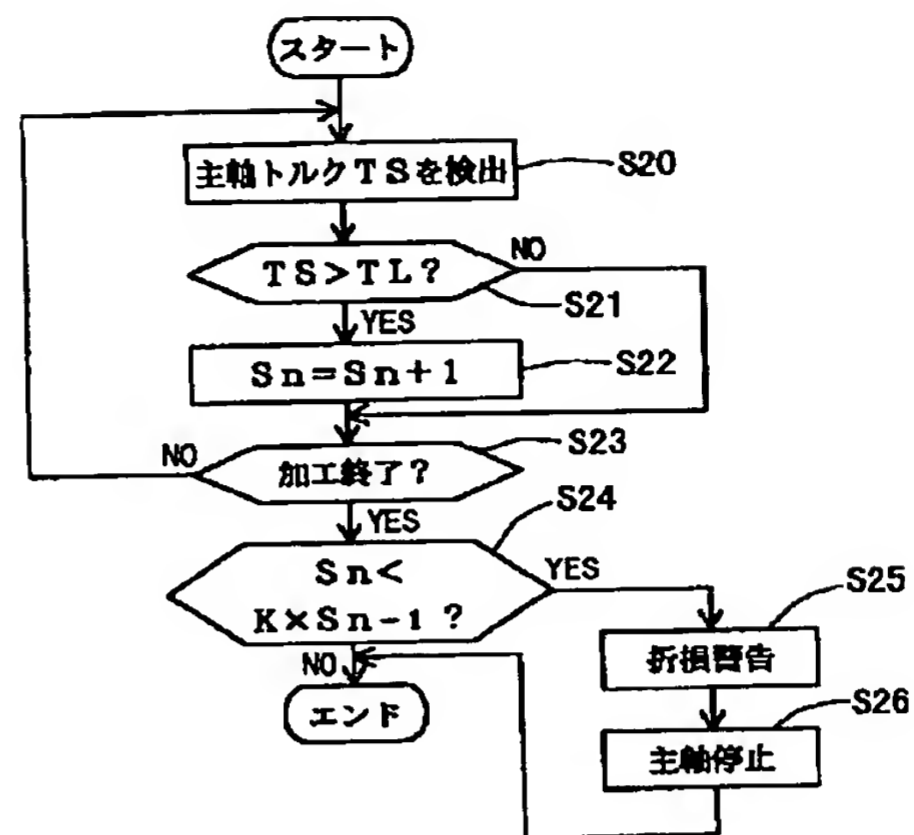 スタート
主軸トルクTSを検出
S20
TS>TL?
NO
S21
YES
Sn=Sn+1
S22
加工終了?
S23
NO
YES
S24
Sn<
K×Sn-1?
YES
S25
折損警告
NO
エンド
S26
主軸停止